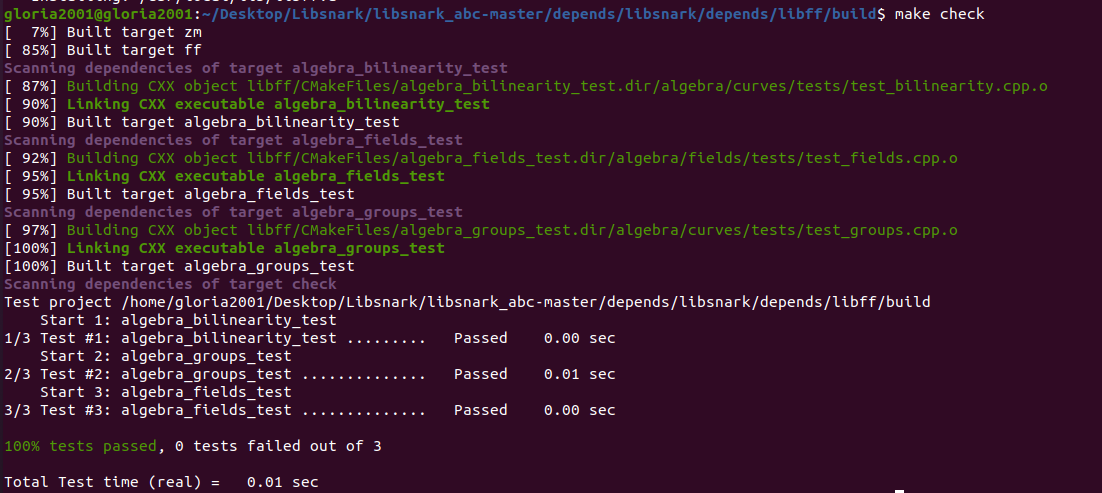 gloria2001@gloria2001:~/Desktop/Libsnark/libsnark_abc-master/depends/libsnark/depends/libff/build$ make check
[  7%] Built target zm
[ 85%] Built target ff
Scanning dependencies of target algebra_bilinearity_test
[ 87%] Building CXX object libff/CMakeFiles/algebra_bilinearity_test.dir/algebra/curves/tests/test_bilinearity.cpp.o
[ 90%] Linking CXX executable algebra_bilinearity_test
[ 90%] Built target algebra_bilinearity_test
Scanning dependencies of target algebra_fields_test
[ 92%] Building CXX object libff/CMakeFiles/algebra_fields_test.dir/algebra/fields/tests/test_fields.cpp.o
[ 95%] Linking CXX executable algebra_fields_test
[ 95%] Built target algebra_fields_test
Scanning dependencies of target algebra_groups_test
[ 97%] Building CXX object libff/CMakeFiles/algebra_groups_test.dir/algebra/curves/tests/test_groups.cpp.o
[100%] Linking CXX executable algebra_groups_test
[100%] Built target algebra_groups_test
Scanning dependencies of target check
Test project /home/gloria2001/Desktop/Libsnark/libsnark_abc-master/depends/libsnark/depends/libff/build
    Start 1: algebra_bilinearity_test
1/3 Test #1: algebra_bilinearity_test .........   Passed    0.00 sec
    Start 2: algebra_groups_test
2/3 Test #2: algebra_groups_test ..............   Passed    0.01 sec
    Start 3: algebra_fields_test
3/3 Test #3: algebra_fields_test ..............   Passed    0.00 sec
100% tests passed, 0 tests failed out of 3
Total Test time (real) =   0.01 sec